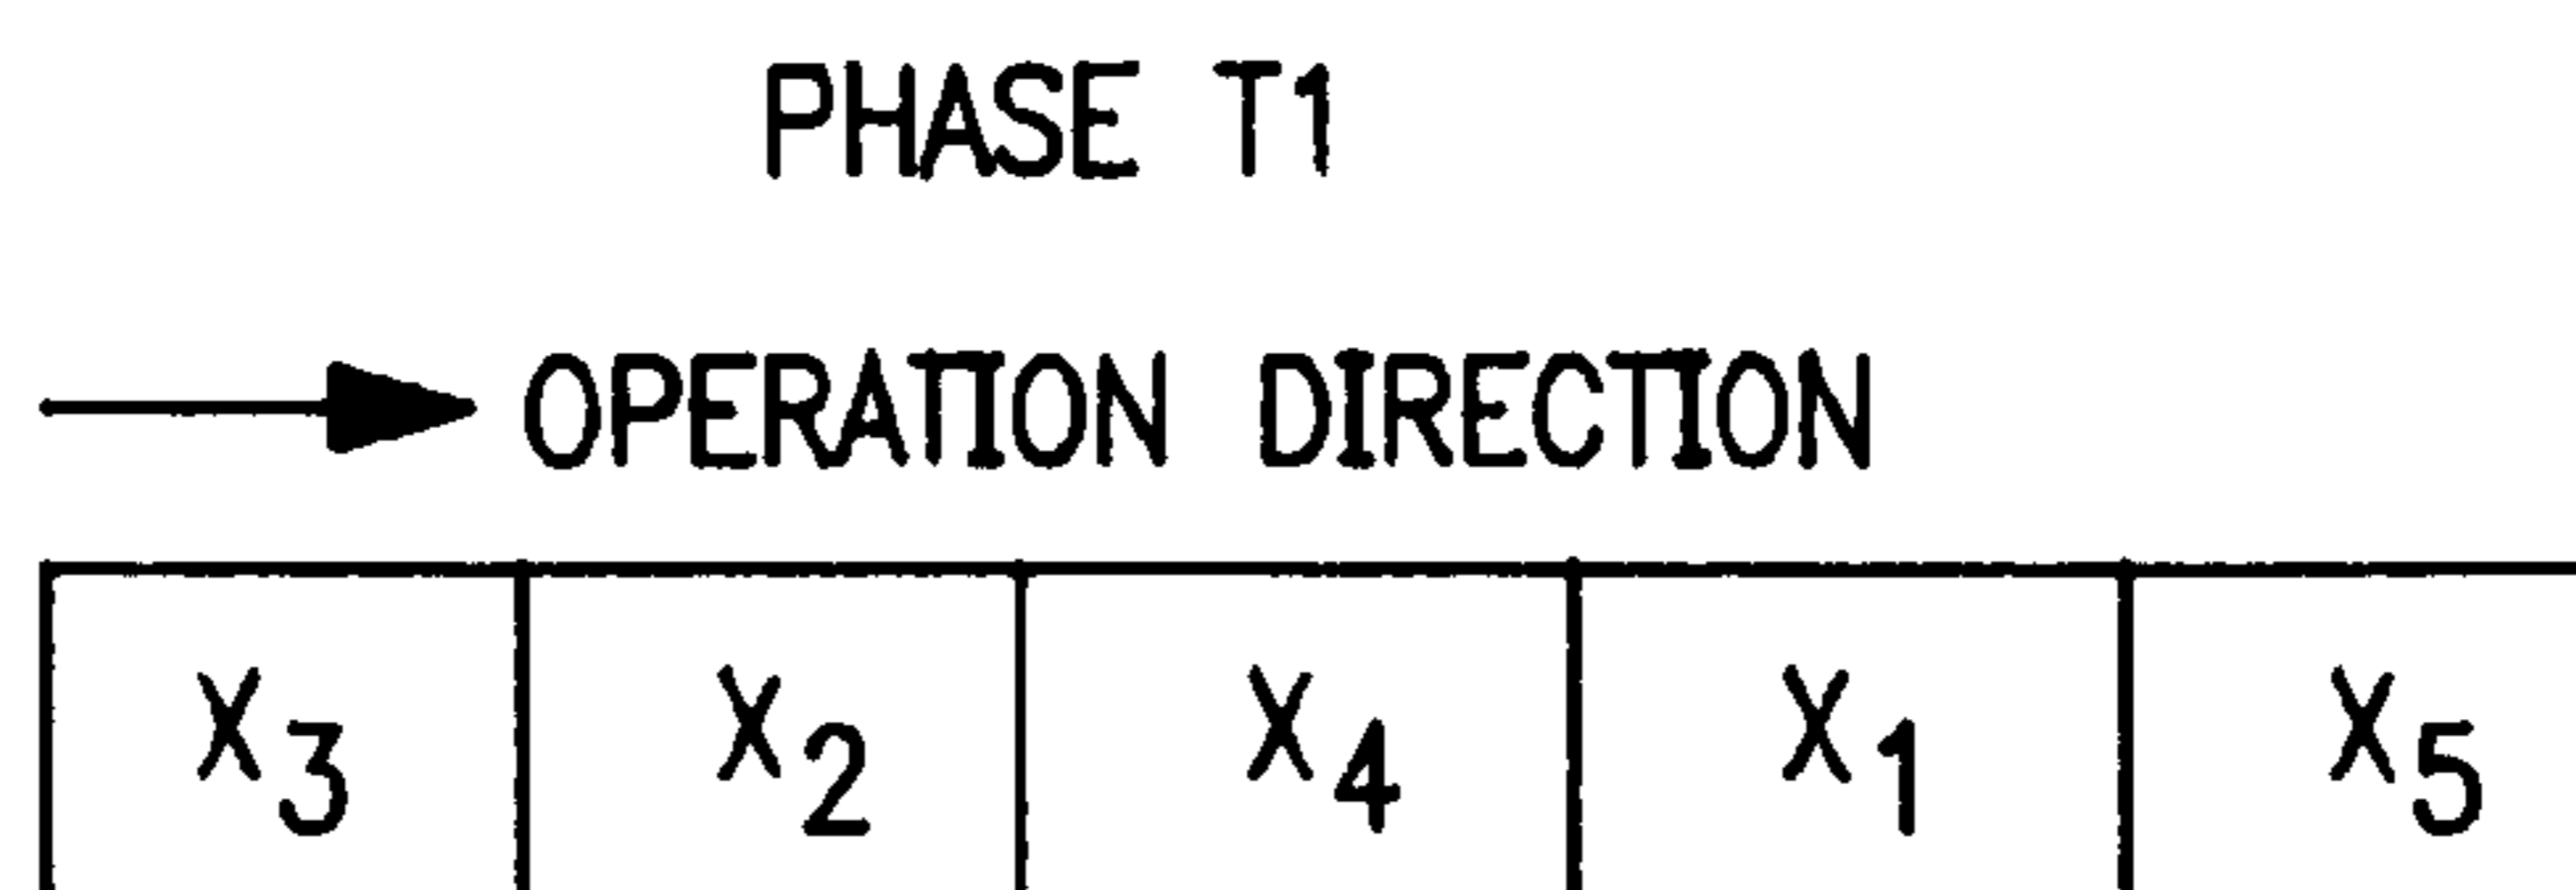 PHASE T1
OPERATION DIRECTION
X3 X2 X4 X1 X5